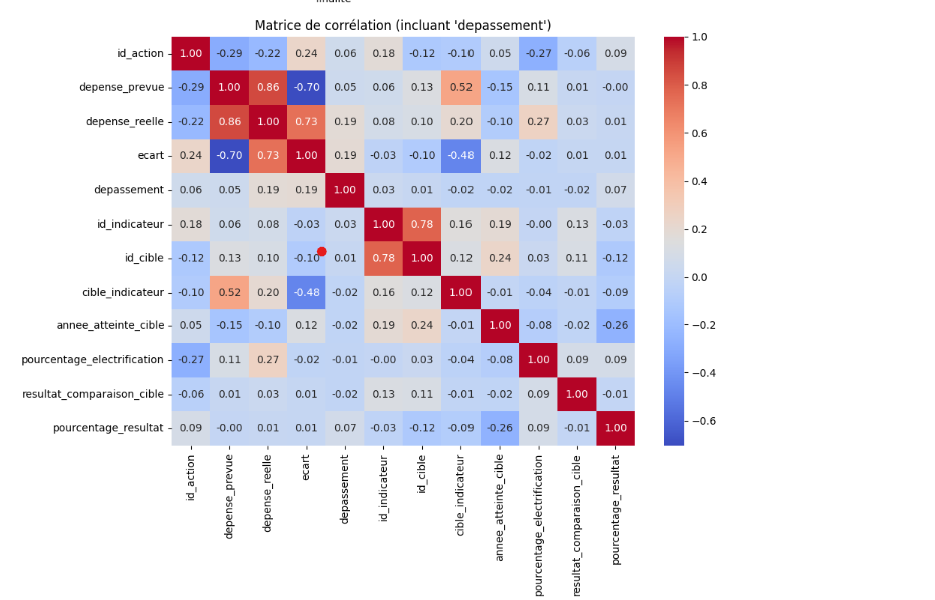 Matrice de corrélation (incluant 'depassement')
id_action 1.00 -0.29 -0.22 0.24 0.06 0.18 -0.12 -0.10 0.05 -0.27 -0.06 0.09
depense_prevue -0.29 1.00 0.86 -0.70 0.05 0.06 0.13 0.52 -0.15 0.11 0.01 -0.00
depense_reelle -0.22 0.86 1.00 0.73 0.19 0.08 0.10 0.20 -0.10 0.27 0.03 0.01
ecart 0.24 -0.70 0.73 1.00 0.19 -0.03 -0.10 -0.48 0.12 -0.02 0.01 0.01
depassement 0.06 0.05 0.19 0.19 1.00 0.03 0.01 -0.02 -0.02 -0.01 -0.02 0.07
id_indicateur 0.18 0.06 0.08 -0.03 0.03 1.00 0.78 0.16 0.19 -0.00 0.13 -0.03
id_cible -0.12 0.13 0.10 -0.10 0.01 0.78 1.00 0.12 0.24 0.03 0.11 -0.12
cible_indicateur -0.10 0.52 0.20 -0.48 -0.02 0.16 0.12 1.00 -0.01 -0.04 -0.01 -0.09
annee_atteinte_cible 0.05 -0.15 -0.10 0.12 -0.02 0.19 0.24 -0.01 1.00 -0.08 -0.02 -0.26
pourcentage_electrification -0.27 0.11 0.27 -0.02 -0.01 -0.00 0.03 -0.04 -0.08 1.00 0.09 0.09
resultat_comparaison_cible -0.06 0.01 0.03 0.01 -0.02 0.13 0.11 -0.01 -0.02 0.09 1.00 -0.01
pourcentage_resultat 0.09 -0.00 0.01 0.01 0.07 -0.03 -0.12 -0.09 -0.26 0.09 -0.01 1.00
id_action
depense_prevue
depense_reelle
ecart
depassement
id_indicateur
id_cible
cible_indicateur
annee_atteinte_cible
pourcentage_electrification
resultat_comparaison_cible
pourcentage_resultat
1.0
0.8
0.6
0.4
0.2
0.0
−0.2
−0.4
−0.6